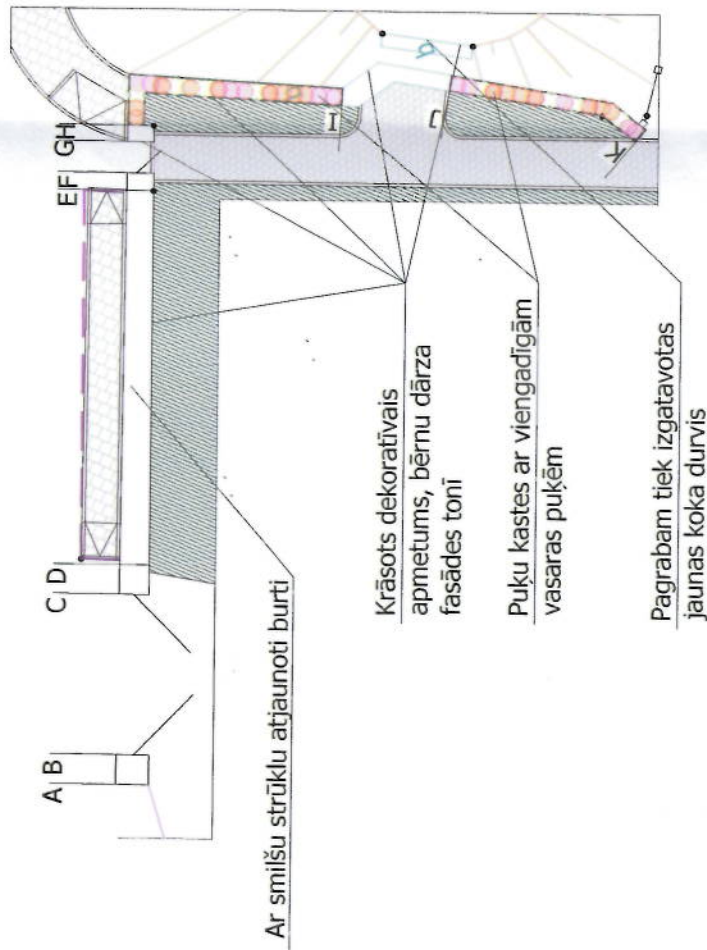 A B
C D
E F
G H
I
J
K
b
Ar smilšu strūklu atjaunoti burti
Krāsots dekoratīvais
apmetums, bērnu dārza
fasādes tonī
Puķu kastes ar viengadīgām
vasaras puķēm
Pagrabam tiek izgatavotas
jaunas koka durvis